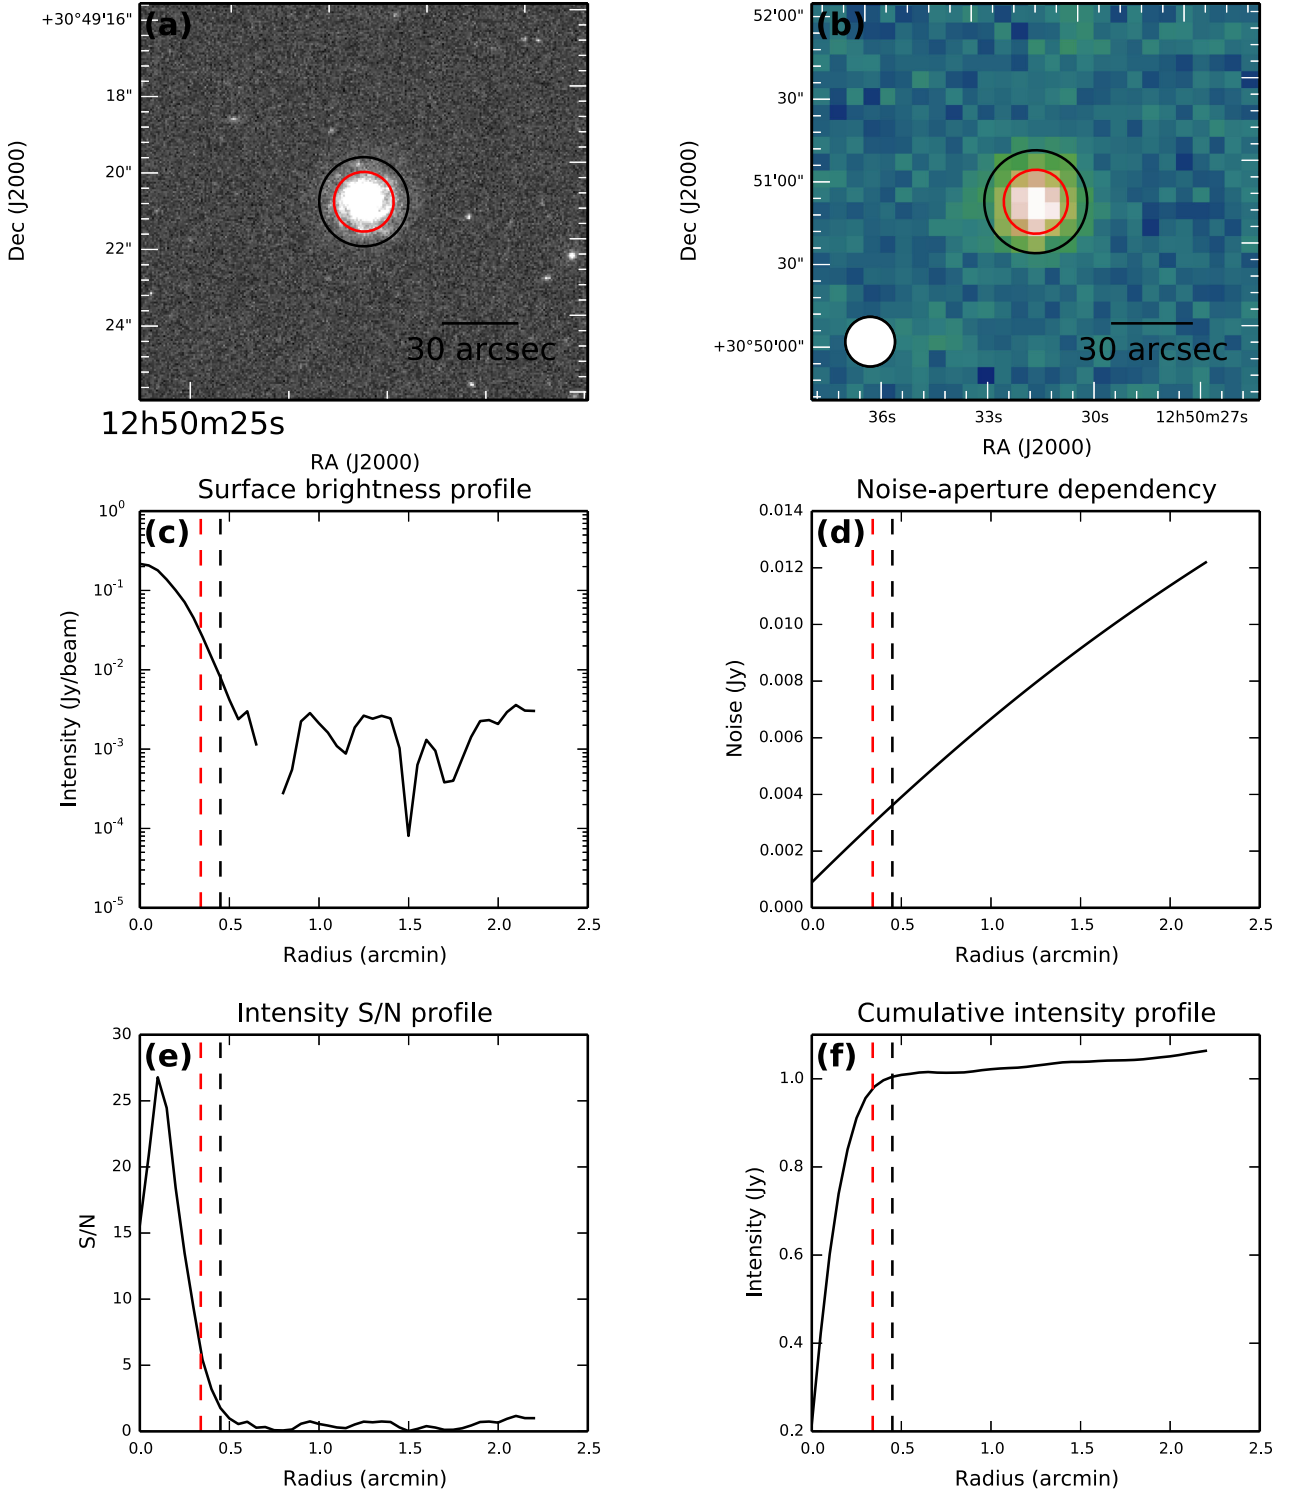 (a)
+30°49'16"
18"
20"
22"
24"
Dec (J2000)
30 arcsec
12h50m25s
RA (J2000)
(b)
52'00"
30"
51'00"
30"
+30°50'00"
Dec (J2000)
30 arcsec
36s 33s 30s 12h50m27s
RA (J2000)
Surface brightness profile
(c)
10^0
10^-1
10^-2
10^-3
10^-4
10^-5
Intensity (Jy/beam)
0.0 0.5 1.0 1.5 2.0 2.5
Radius (arcmin)
Noise-aperture dependency
(d)
0.014
0.012
0.010
0.008
0.006
0.004
0.002
0.000
Noise (Jy)
0.0 0.5 1.0 1.5 2.0 2.5
Radius (arcmin)
Intensity S/N profile
(e)
30
25
20
15
10
5
0
S/N
0.0 0.5 1.0 1.5 2.0 2.5
Radius (arcmin)
Cumulative intensity profile
(f)
1.0
0.8
0.6
0.4
0.2
Intensity (Jy)
0.0 0.5 1.0 1.5 2.0 2.5
Radius (arcmin)